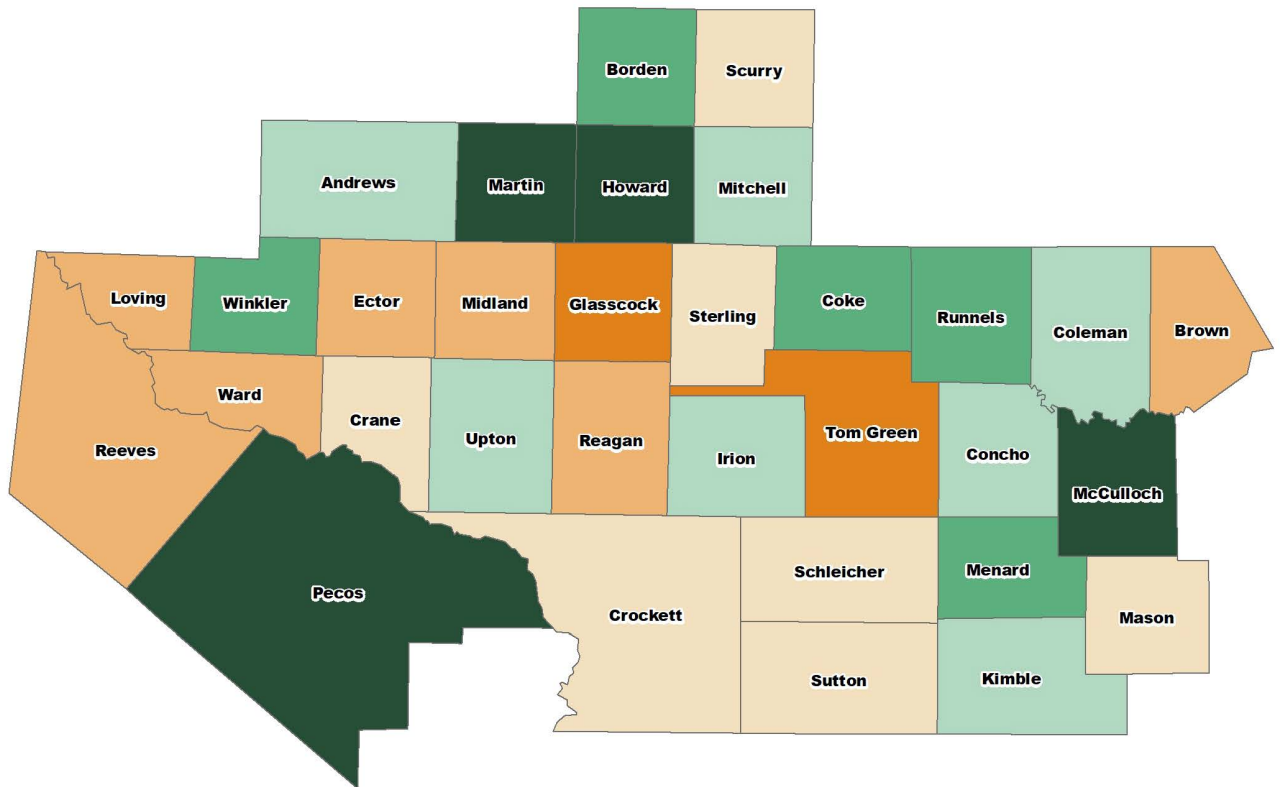 Borden
Scurry
Andrews
Martin
Howard
Mitchell
Loving
Winkler
Ector
Midland
Glasscock
Sterling
Coke
Runnels
Coleman
Brown
Ward
Crane
Upton
Reagan
Irion
Tom Green
Concho
McCulloch
Reeves
Pecos
Crockett
Schleicher
Menard
Mason
Sutton
Kimble